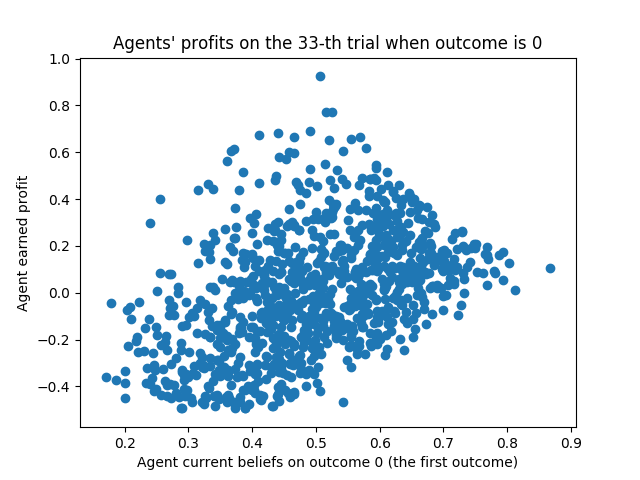 Agents' profits on the 33-th trial when outcome is 0
1.0
0.8
0.6
0.4
0.2
0.0
−0.2
−0.4
Agent earned profit
0.2 0.3 0.4 0.5 0.6 0.7 0.8 0.9
Agent current beliefs on outcome 0 (the first outcome)